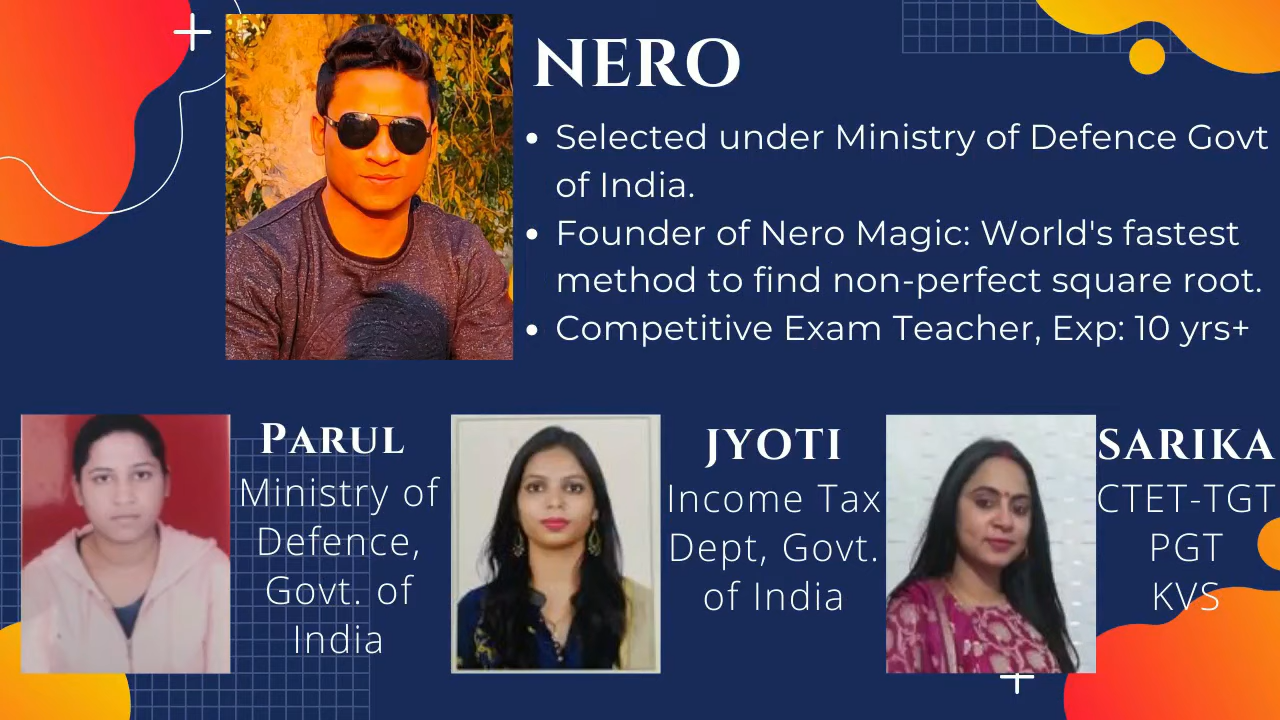 NERO
• Selected under Ministry of Defence Govt
of India.
• Founder of Nero Magic: World's fastest
method to find non-perfect square root.
• Competitive Exam Teacher, Exp: 10 yrs+
PARUL
Ministry of
Defence,
Govt. of
India
JYOTI
Income Tax
Dept, Govt.
of India
SARIKA
CTET-TGT
PGT
KVS